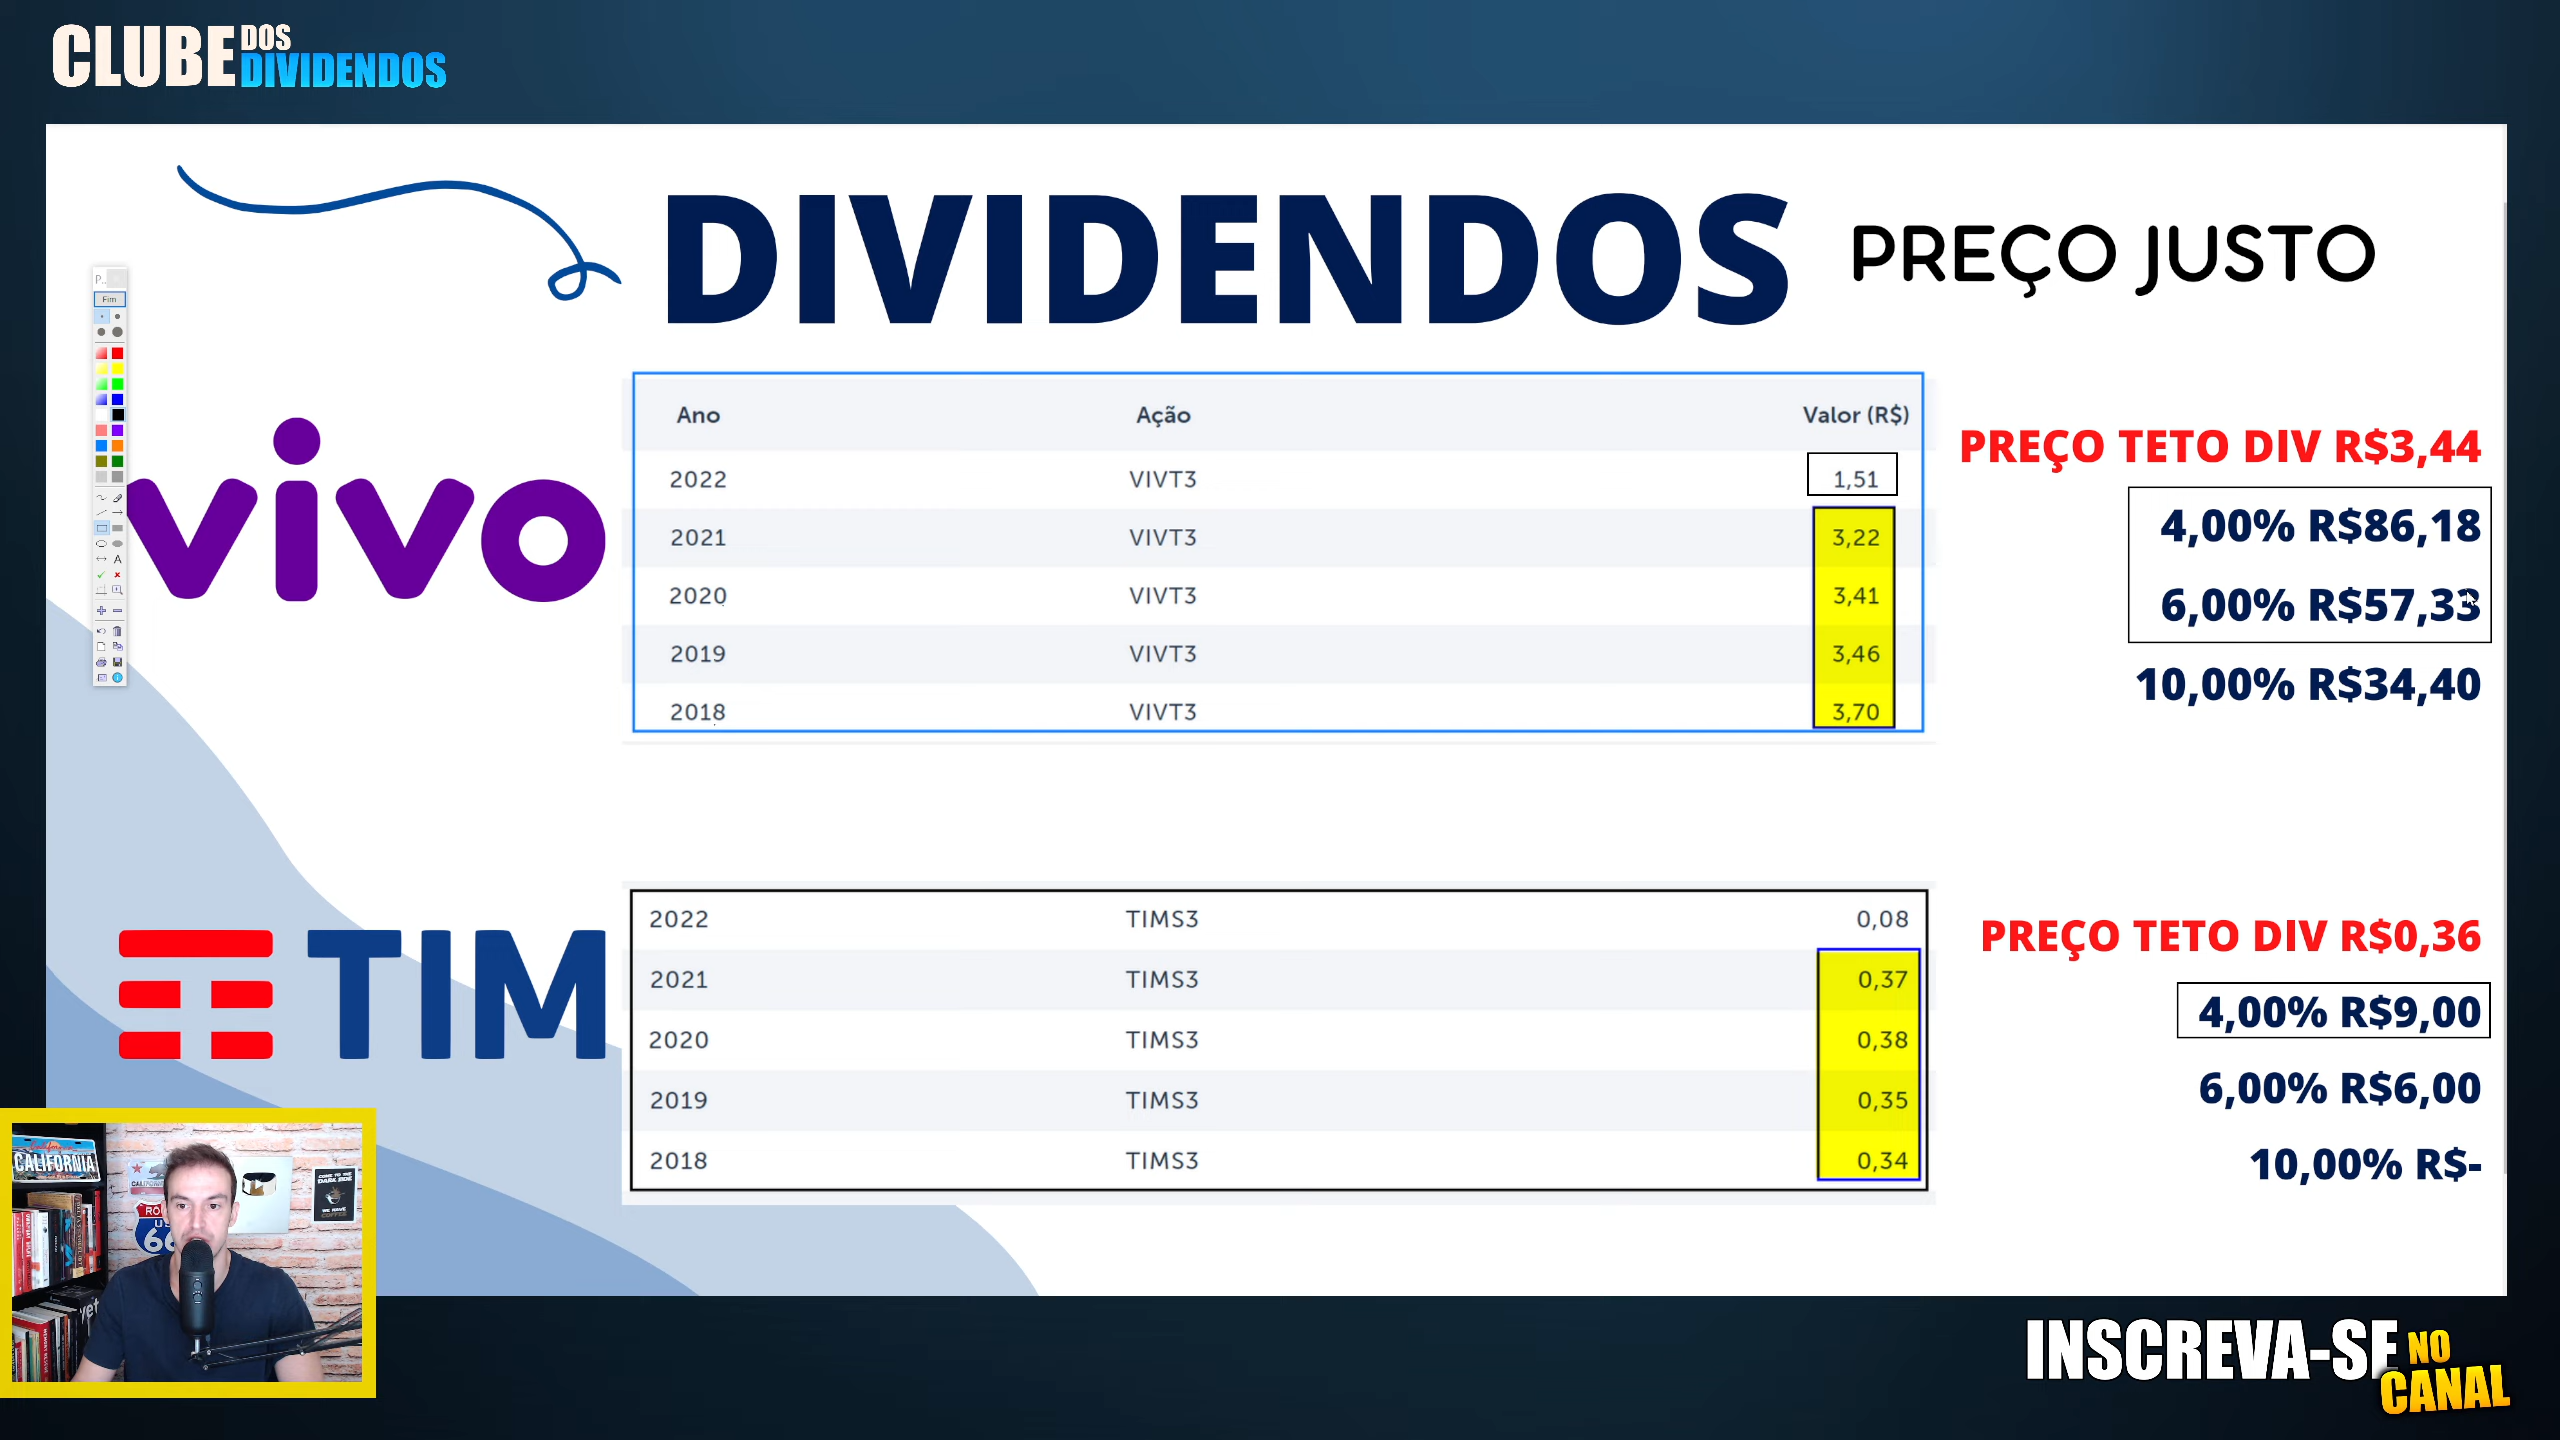 CLUBE DOS DIVIDENDOS
DIVIDENDOS
PREÇO JUSTO
Fim
vivo
Ano Ação Valor (R$)
2022 VIVT3 1,51
2021 VIVT3 3,22
2020 VIVT3 3,41
2019 VIVT3 3,46
2018 VIVT3 3,70
PREÇO TETO DIV R$3,44
4,00% R$86,18
6,00% R$57,33
10,00% R$34,40
TIM
2022 TIMS3 0,08
2021 TIMS3 0,37
2020 TIMS3 0,38
2019 TIMS3 0,35
2018 TIMS3 0,34
PREÇO TETO DIV R$0,36
4,00% R$9,00
6,00% R$6,00
10,00% R$-
CALIFORNIA
INSCREVA-SE NO CANAL